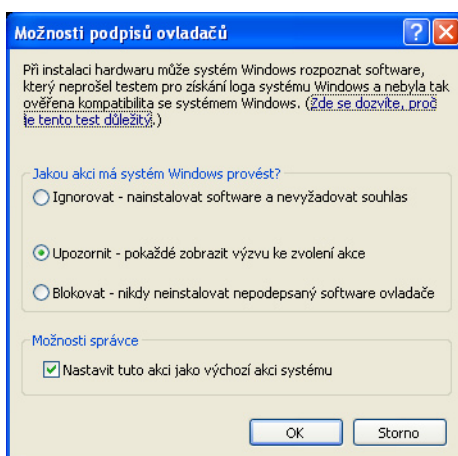 Možnosti podpisů ovladačů
Při instalaci hardwaru může systém Windows rozpoznat software,
který neprošel testem pro získání loga systému Windows a nebyla tak
ověřena kompatibilita se systémem Windows. (Zde se dozvíte, proč
je tento test důležitý.)
Jakou akci má systém Windows provést?
Ignorovat - nainstalovat software a nevyžadovat souhlas
Upozornit - pokaždé zobrazit výzvu ke zvolení akce
Blokovat - nikdy neinstalovat nepodepsaný software ovladače
Možnosti správce
Nastavit tuto akci jako výchozí akci systému
OK Storno